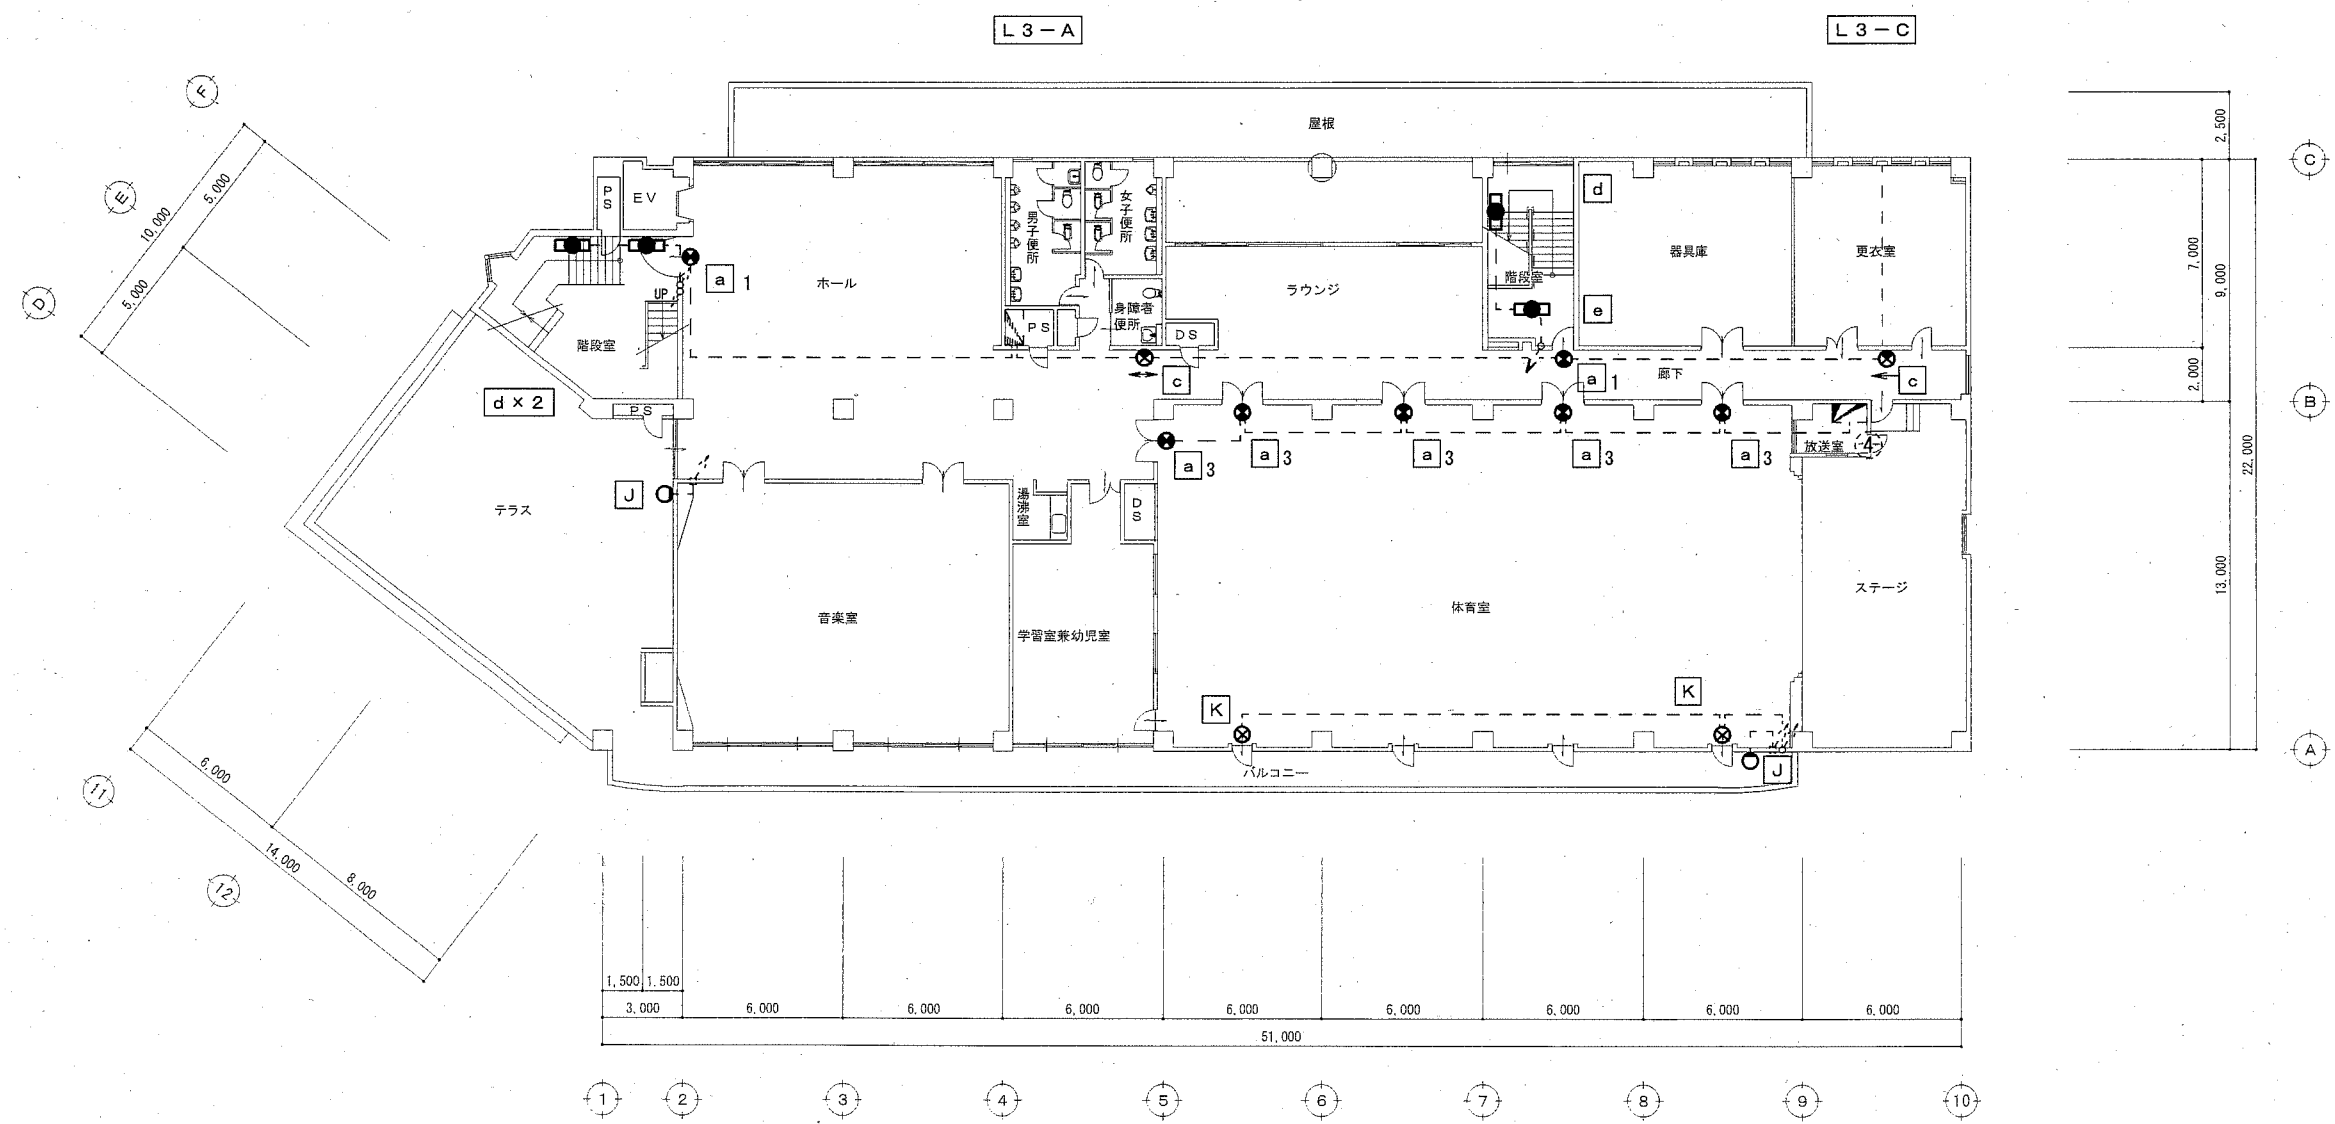 L3-A
L3-C
F
E
D
10,000
5,000
5,000
屋根
2,500
C
PS
EV
男子便所
女子便所
d
器具庫
更衣室
7,000
9,000
a 1
ホール
ラウンジ
階段室
UP
身障者便所
PS
DS
e
階段室
c
a 1
廊下
c
2,000
d×2
PS
B
放送室
4
a 3
a 3
a 3
a 3
a 3
22,000
J
テラス
湯沸室
DS
13,000
ステージ
音楽室
学習室兼幼児室
体育室
K
K
A
バルコニー
J
11
6,000
14,000
8,000
12
1,500
1,500
3,000
6,000
6,000
6,000
6,000
6,000
6,000
6,000
6,000
51,000
1
2
3
4
5
6
7
8
9
10